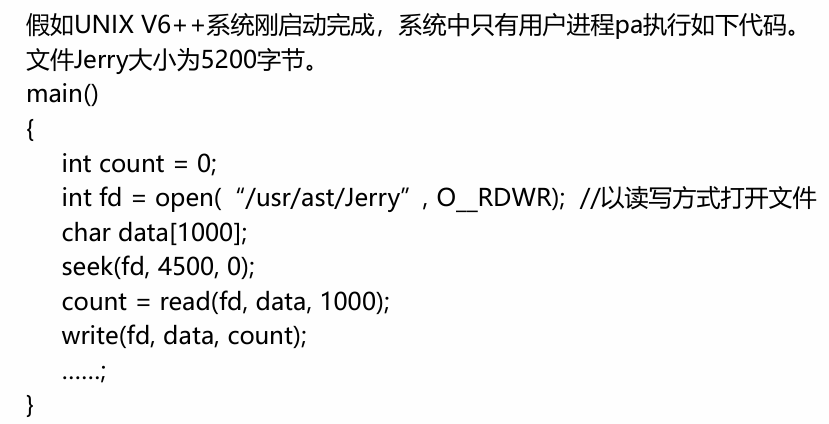 假如UNIX V6++系统刚启动完成，系统中只有用户进程pa执行如下代码。
文件Jerry大小为5200字节。
main()
{
int count = 0;
int fd = open(“/usr/ast/Jerry”, O__RDWR); //以读写方式打开文件
char data[1000];
seek(fd, 4500, 0);
count = read(fd, data, 1000);
write(fd, data, count);
……;
}